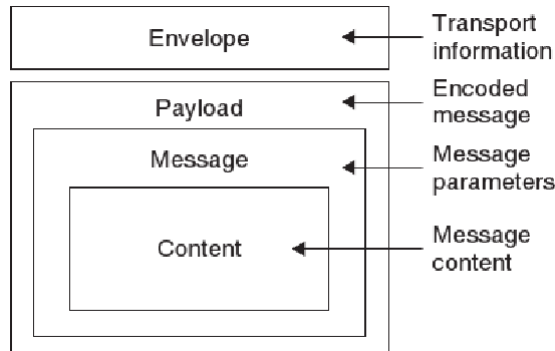 Envelope
Transport
information
Payload
Encoded
message
Message
Message
parameters
Content
Message
content